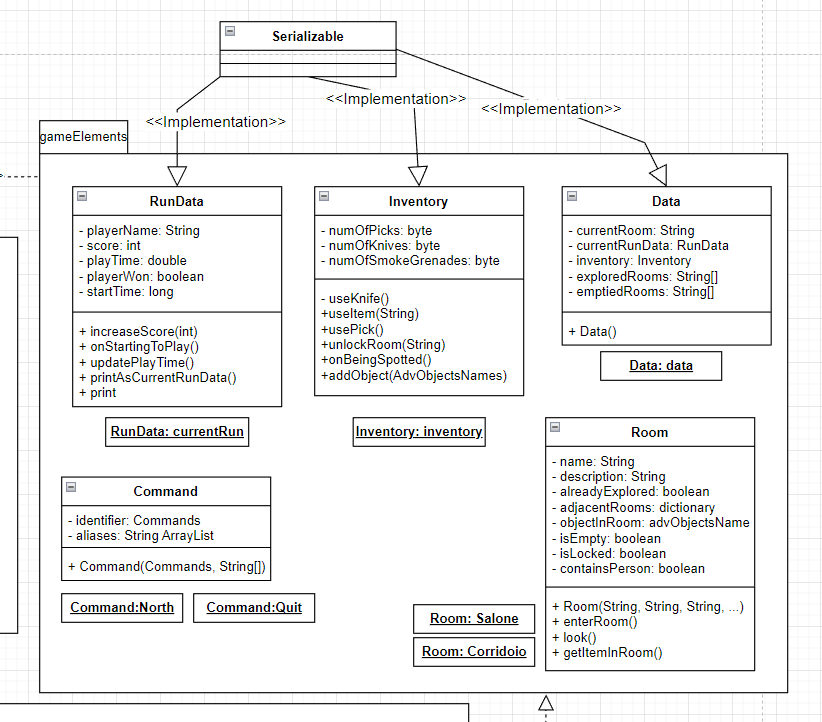 Serializable
<<Implementation>>
<<Implementation>>
<<Implementation>>
gameElements
RunData
- playerName: String
- score: int
- playTime: double
- playerWon: boolean
- startTime: long
+ increaseScore(int)
+ onStartingToPlay()
+ updatePlayTime()
+ printAsCurrentRunData()
+ print
RunData: currentRun
Inventory
- numOfPicks: byte
- numOfKnives: byte
- numOfSmokeGrenades: byte
- useKnife()
+useItem(String)
+usePick()
+unlockRoom(String)
+onBeingSpotted()
+addObject(AdvObjectsNames)
Inventory: inventory
Data
- currentRoom: String
- currentRunData: RunData
- inventory: Inventory
- exploredRooms: String[]
- emptiedRooms: String[]
+ Data()
Data: data
Command
- identifier: Commands
- aliases: String ArrayList
+ Command(Commands, String[])
Command:North
Command:Quit
Room
- name: String
- description: String
- alreadyExplored: boolean
- adjacentRooms: dictionary
- objectInRoom: advObjectsName
- isEmpty: boolean
- isLocked: boolean
- containsPerson: boolean
+ Room(String, String, String, ...)
+ enterRoom()
+ look()
+ getItemInRoom()
Room: Salone
Room: Corridoio